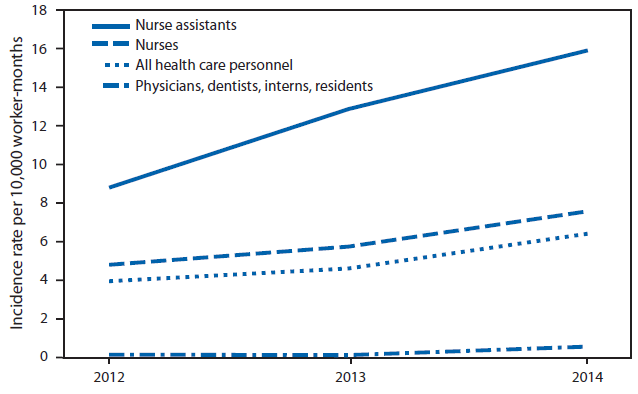 Incidence rate per 10,000 worker-months
18
16
14
12
10
8
6
4
2
0
Nurse assistants
Nurses
All health care personnel
Physicians, dentists, interns, residents
2012 2013 2014